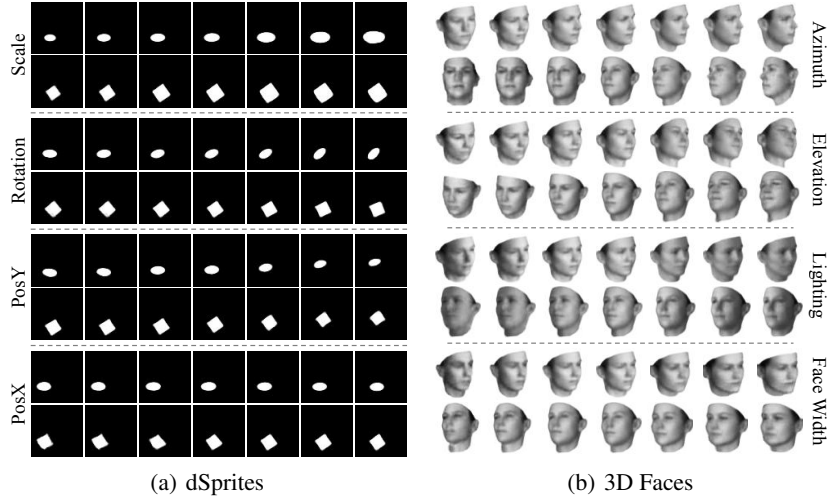 Scale
Rotation
PosY
PosX
Azimuth
Elevation
Lighting
Face Width
(a) dSprites
(b) 3D Faces